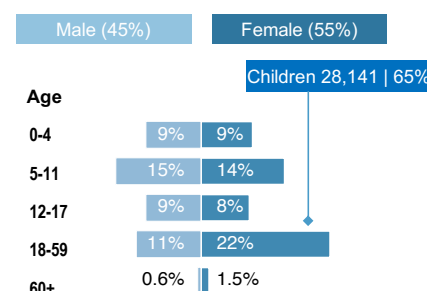 Male (45%) Female (55%)
Children 28,141 | 65%
Age
0-4 9% 9%
5-11 15% 14%
12-17 9% 8%
18-59 11% 22%
60+ 0.6% 1.5%